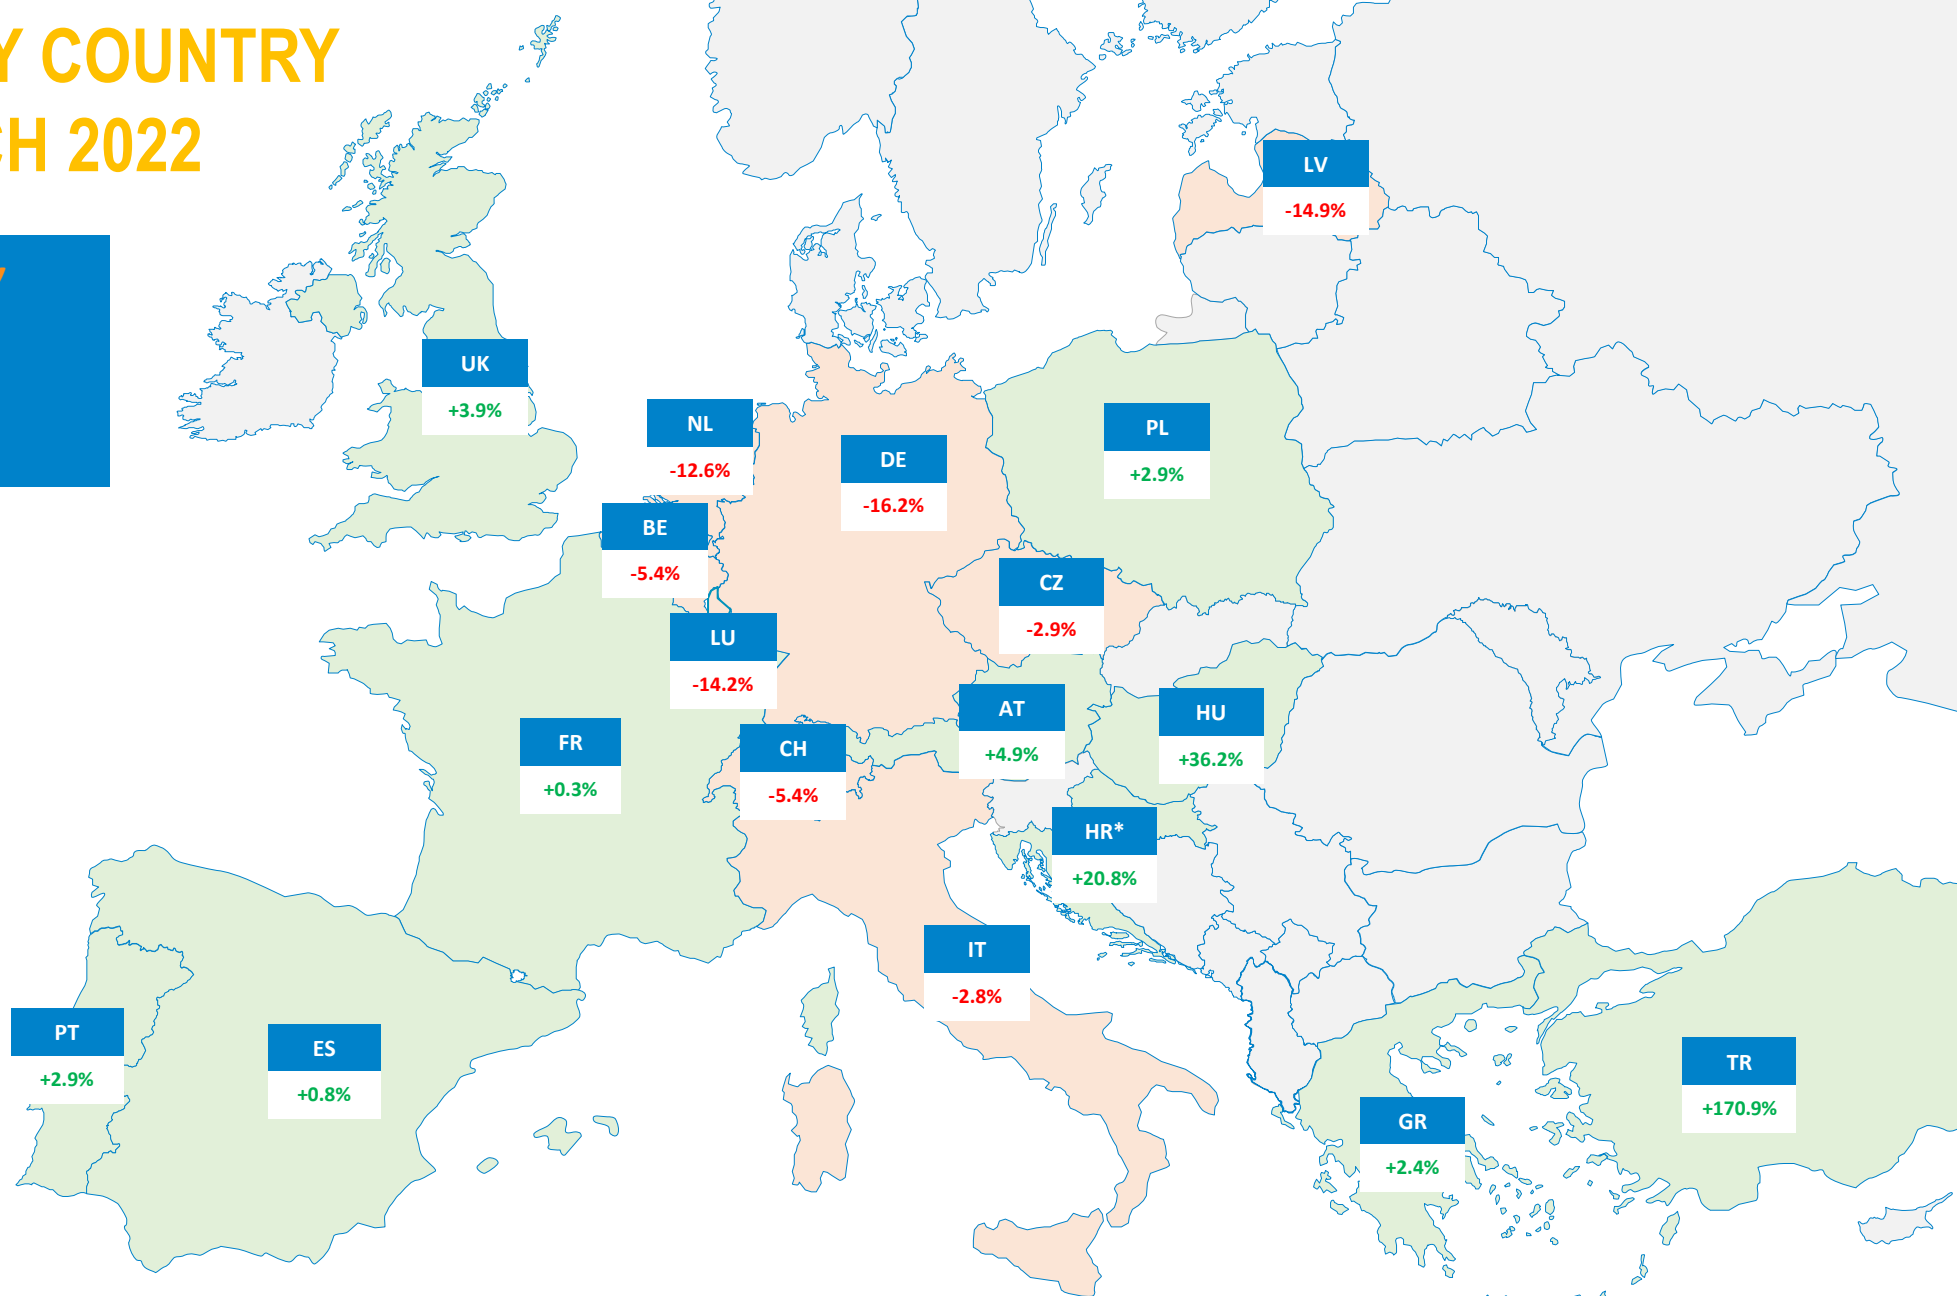 Y COUNTRY
CH 2022
LV
-14.9%
UK
+3.9%
NL
-12.6%
PL
+2.9%
DE
-16.2%
BE
-5.4%
CZ
-2.9%
LU
-14.2%
AT
+4.9%
HU
+36.2%
FR
+0.3%
CH
-5.4%
HR*
+20.8%
IT
-2.8%
PT
+2.9%
ES
+0.8%
TR
+170.9%
GR
+2.4%